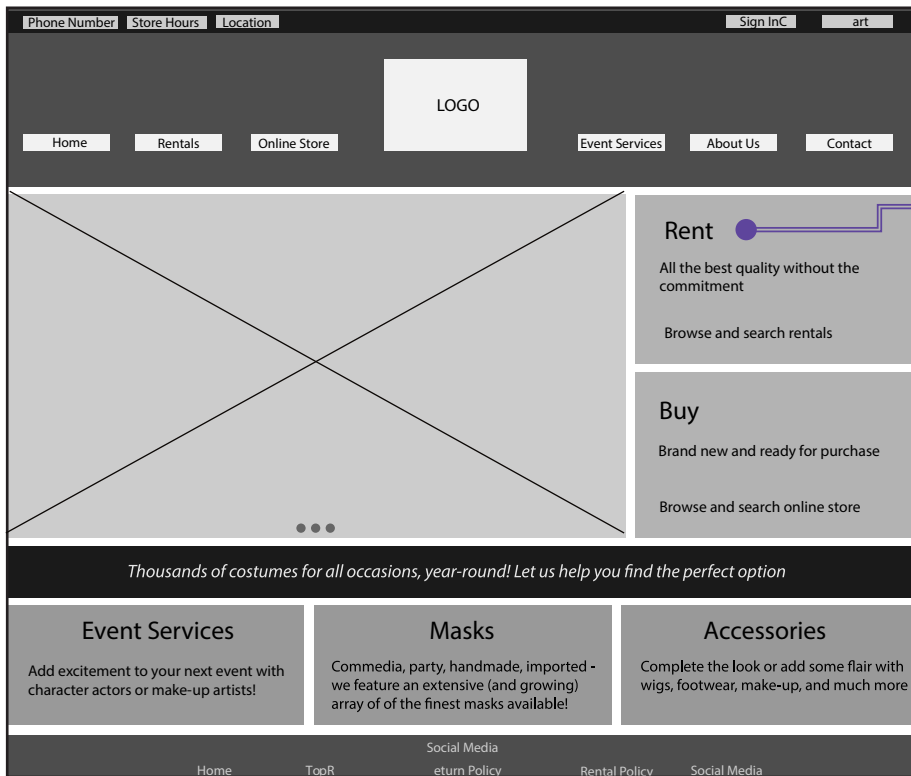 Phone Number Store Hours Location Sign InC art
LOGO
Home Rentals Online Store Event Services About Us Contact
Rent
All the best quality without the
commitment
Browse and search rentals
Buy
Brand new and ready for purchase
Browse and search online store
Thousands of costumes for all occasions, year-round! Let us help you find the perfect option
Event Services
Add excitement to your next event with
character actors or make-up artists!
Masks
Commedia, party, handmade, imported -
we feature an extensive (and growing)
array of of the finest masks available!
Accessories
Complete the look or add some flair with
wigs, footwear, make-up, and much more
Social Media
Home TopR eturn Policy Rental Policy Social Media